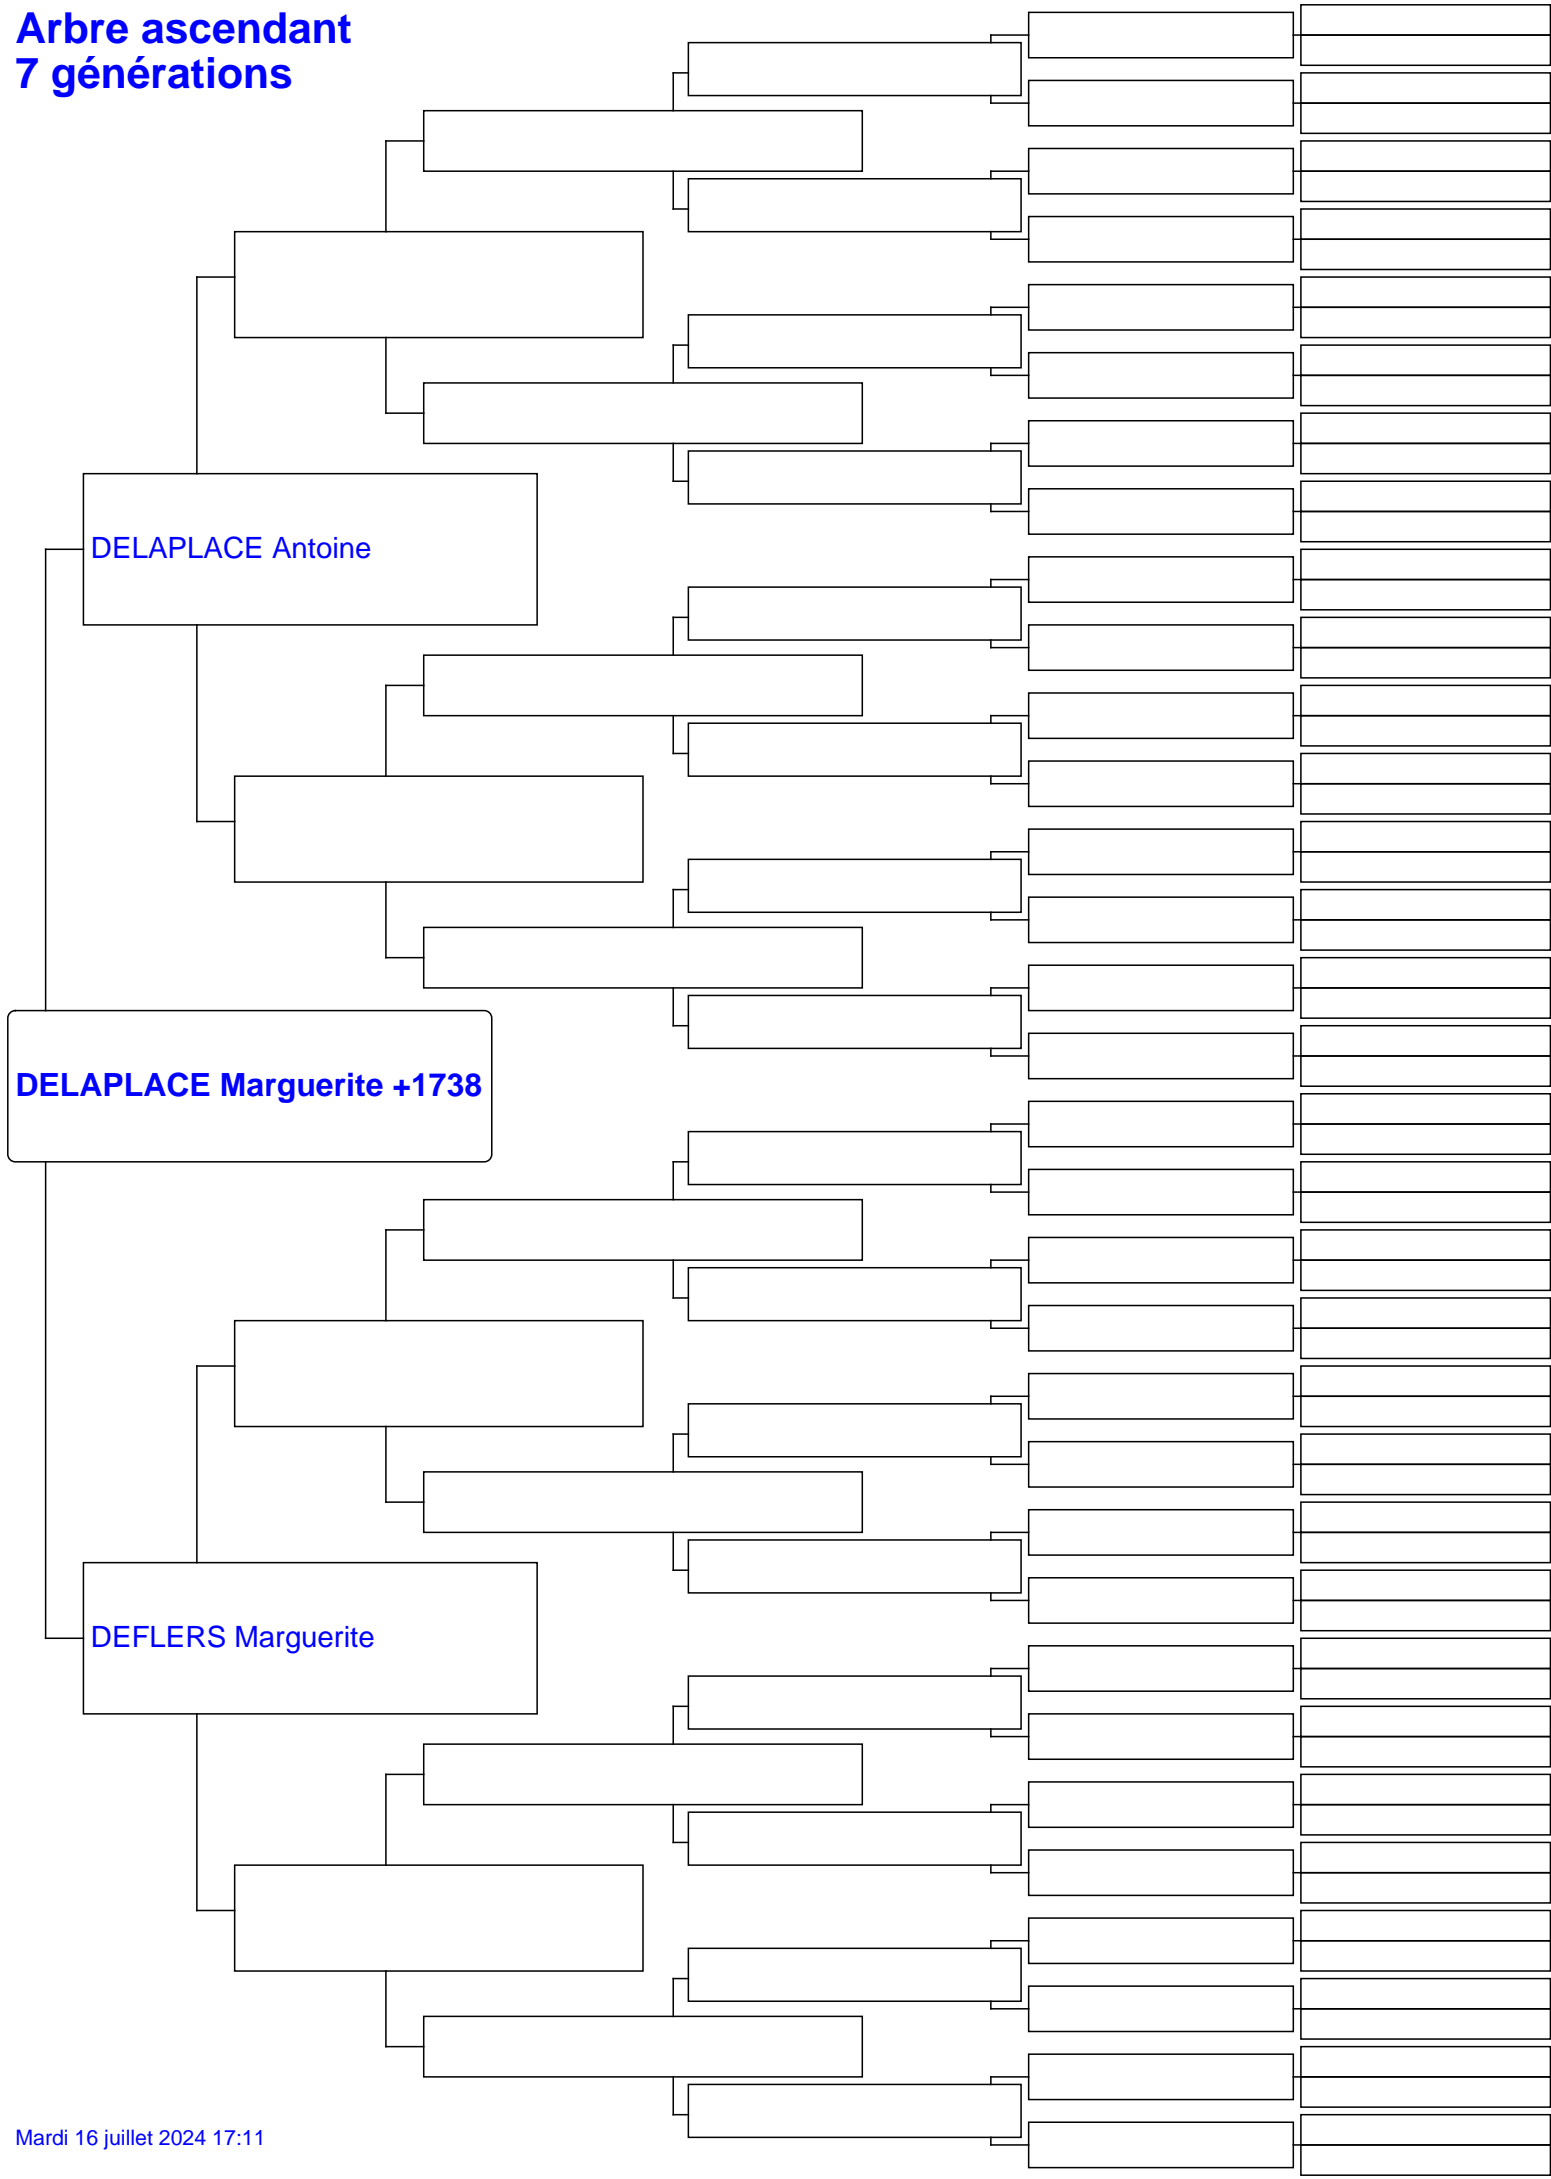 Arbre ascendant
7 générations
DELAPLACE Antoine
DELAPLACE Marguerite +1738
DEFLERS Marguerite
Mardi 16 juillet 2024 17:11